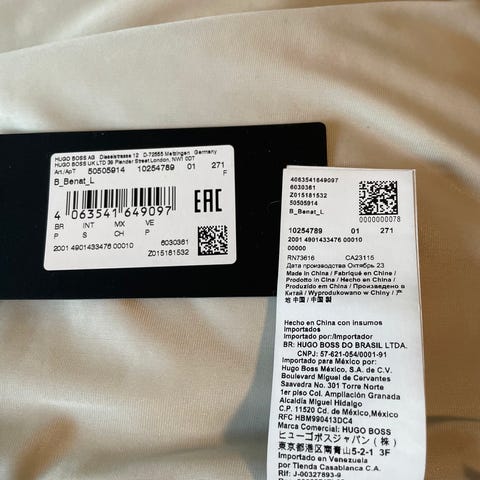 HUGO BOSS AG Dieselstrasse 12 D-72555 Metzingen Germany
HUGO BOSS UK LTD 39 Plender Street London, NW1 0DT
Art/ApT 50505914 10254789 01 271
B_Benat_L F
4 063541 649097
EAC
BR INT MX VE
P S CH P
6030361
2001 4901433476 00010
Z015181532
4063541649097
6030361
Z015181532
50505914
B_Benat_L
0000000078
10254789 01 271
2001 4901433476 00010
00000
RN73616 CA23115
Дата производства Октябрь 23
Made in China / Fabriqué en Chine /
Prodotto in Cina / Hecho en China /
Produzido em China / Произведено в
Китай / Wyprodukowano w Chiny / 产
地 中国 / 中国 製
Hecho en China con insumos
Importados
Importado por:/Importador
BR: HUGO BOSS DO BRASIL LTDA.
CNPJ: 57-621-054/0001-91
Importado para México por:
Hugo Boss México, S.A. de C.V.
Boulevard Miguel de Cervantes
Saavedra No. 301 Torre Norte
1er piso Col. Ampliación Granada
Alcaldía Miguel Hidalgo
C.P. 11520 Cd. de México, México
RFC HBM990413DC4
Marca Comercial: HUGO BOSS
ヒューゴボスジャパン（株）
東京都港区南青山5-2-1 3F
Importado en Venezuela
por Tienda Casablanca C.A.
Rif: J-00327893-9